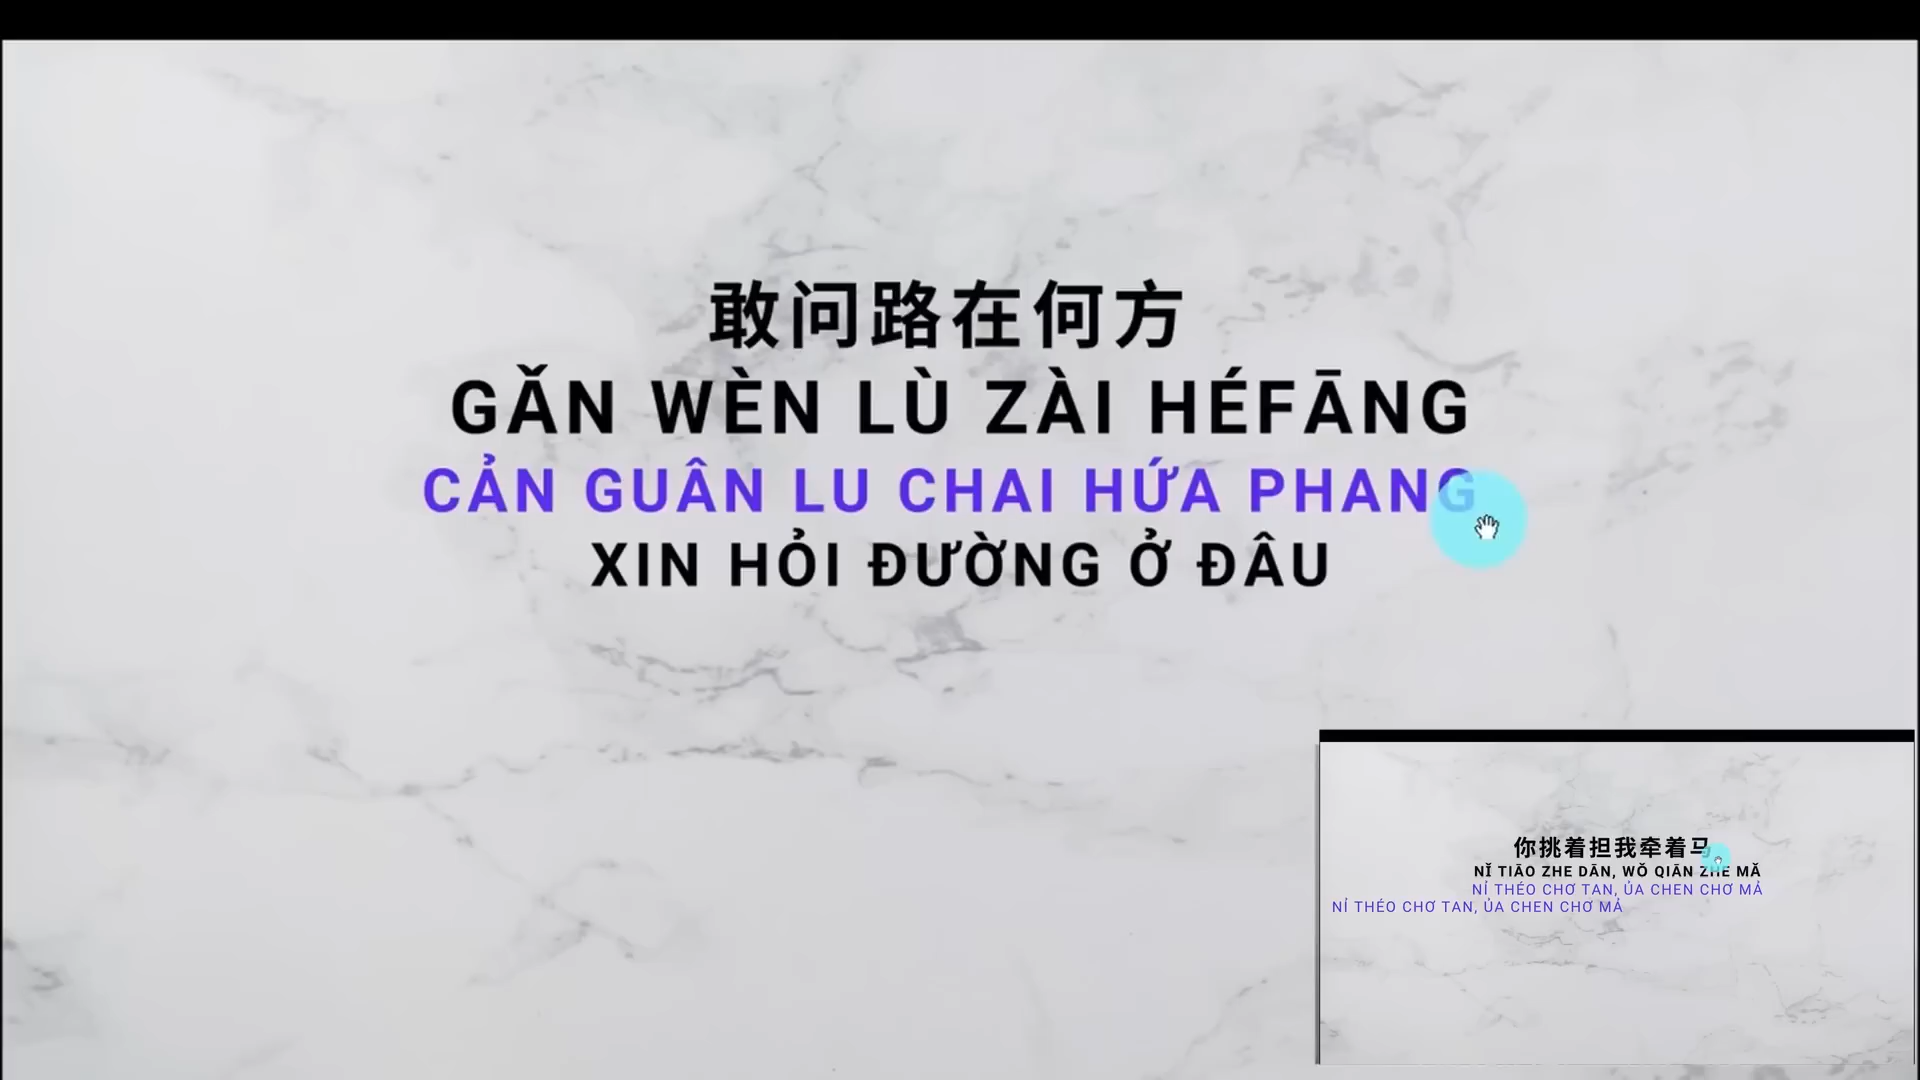 敢问路在何方
GǍN WÈN LÙ ZÀI HÉFĀNG
CẢN GUÂN LU CHAI HỨA PHANG
XIN HỎI ĐƯỜNG Ở ĐÂU
你挑着担我牵着马
NǏ TIĀO ZHE DĀN, WǑ QIĀN ZHE MǍ
NỈ THÉO CHƠ TAN, ỦA CHEN CHƠ MẢ
NỈ THÉO CHƠ TAN, ỦA CHEN CHƠ MẢ